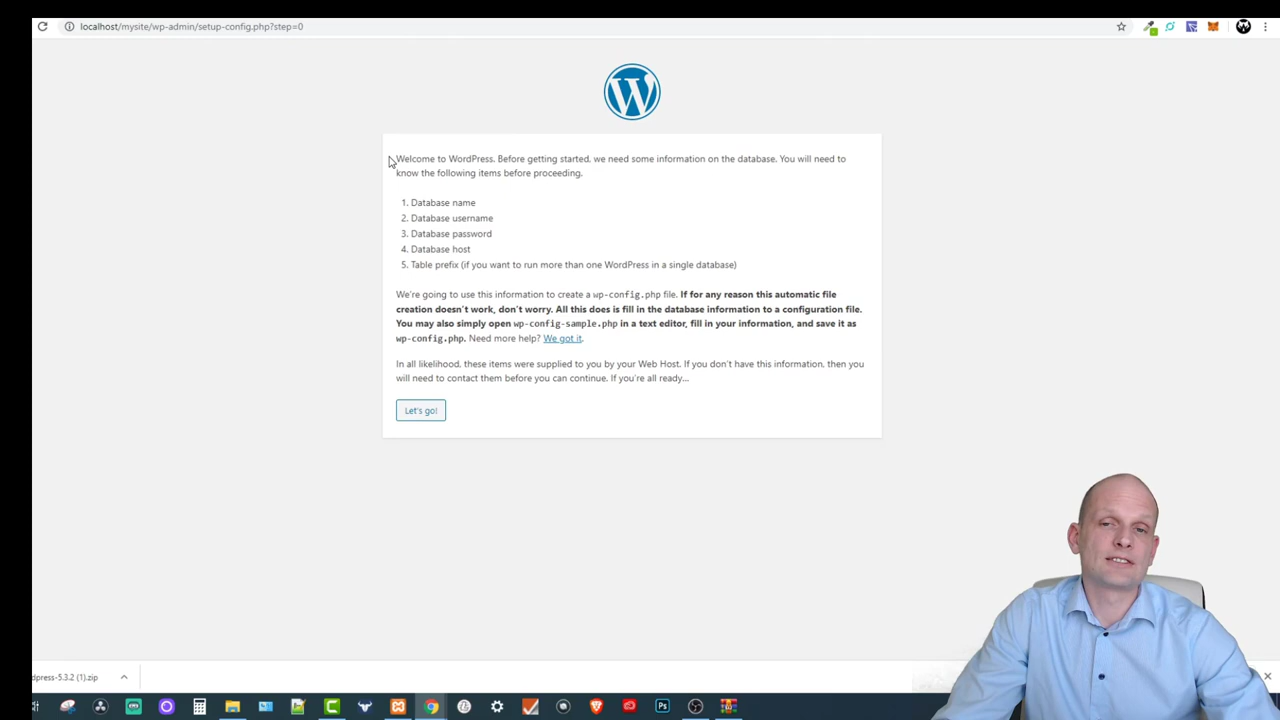 localhost/mysite/wp-admin/setup-config.php?step=0
W
Welcome to WordPress. Before getting started, we need some information on the database. You will need to
know the following items before proceeding.
1. Database name
2. Database username
3. Database password
4. Database host
5. Table prefix (if you want to run more than one WordPress in a single database)
We're going to use this information to create a wp-config.php file. If for any reason this automatic file
creation doesn't work, don't worry. All this does is fill in the database information to a configuration file.
You may also simply open wp-config-sample.php in a text editor, fill in your information, and save it as
wp-config.php. Need more help? We got it.
In all likelihood, these items were supplied to you by your Web Host. If you don't have this information, then you
will need to contact them before you can continue. If you're all ready...
Let's go!
dpress-5.3.2 (1).zip
Ps